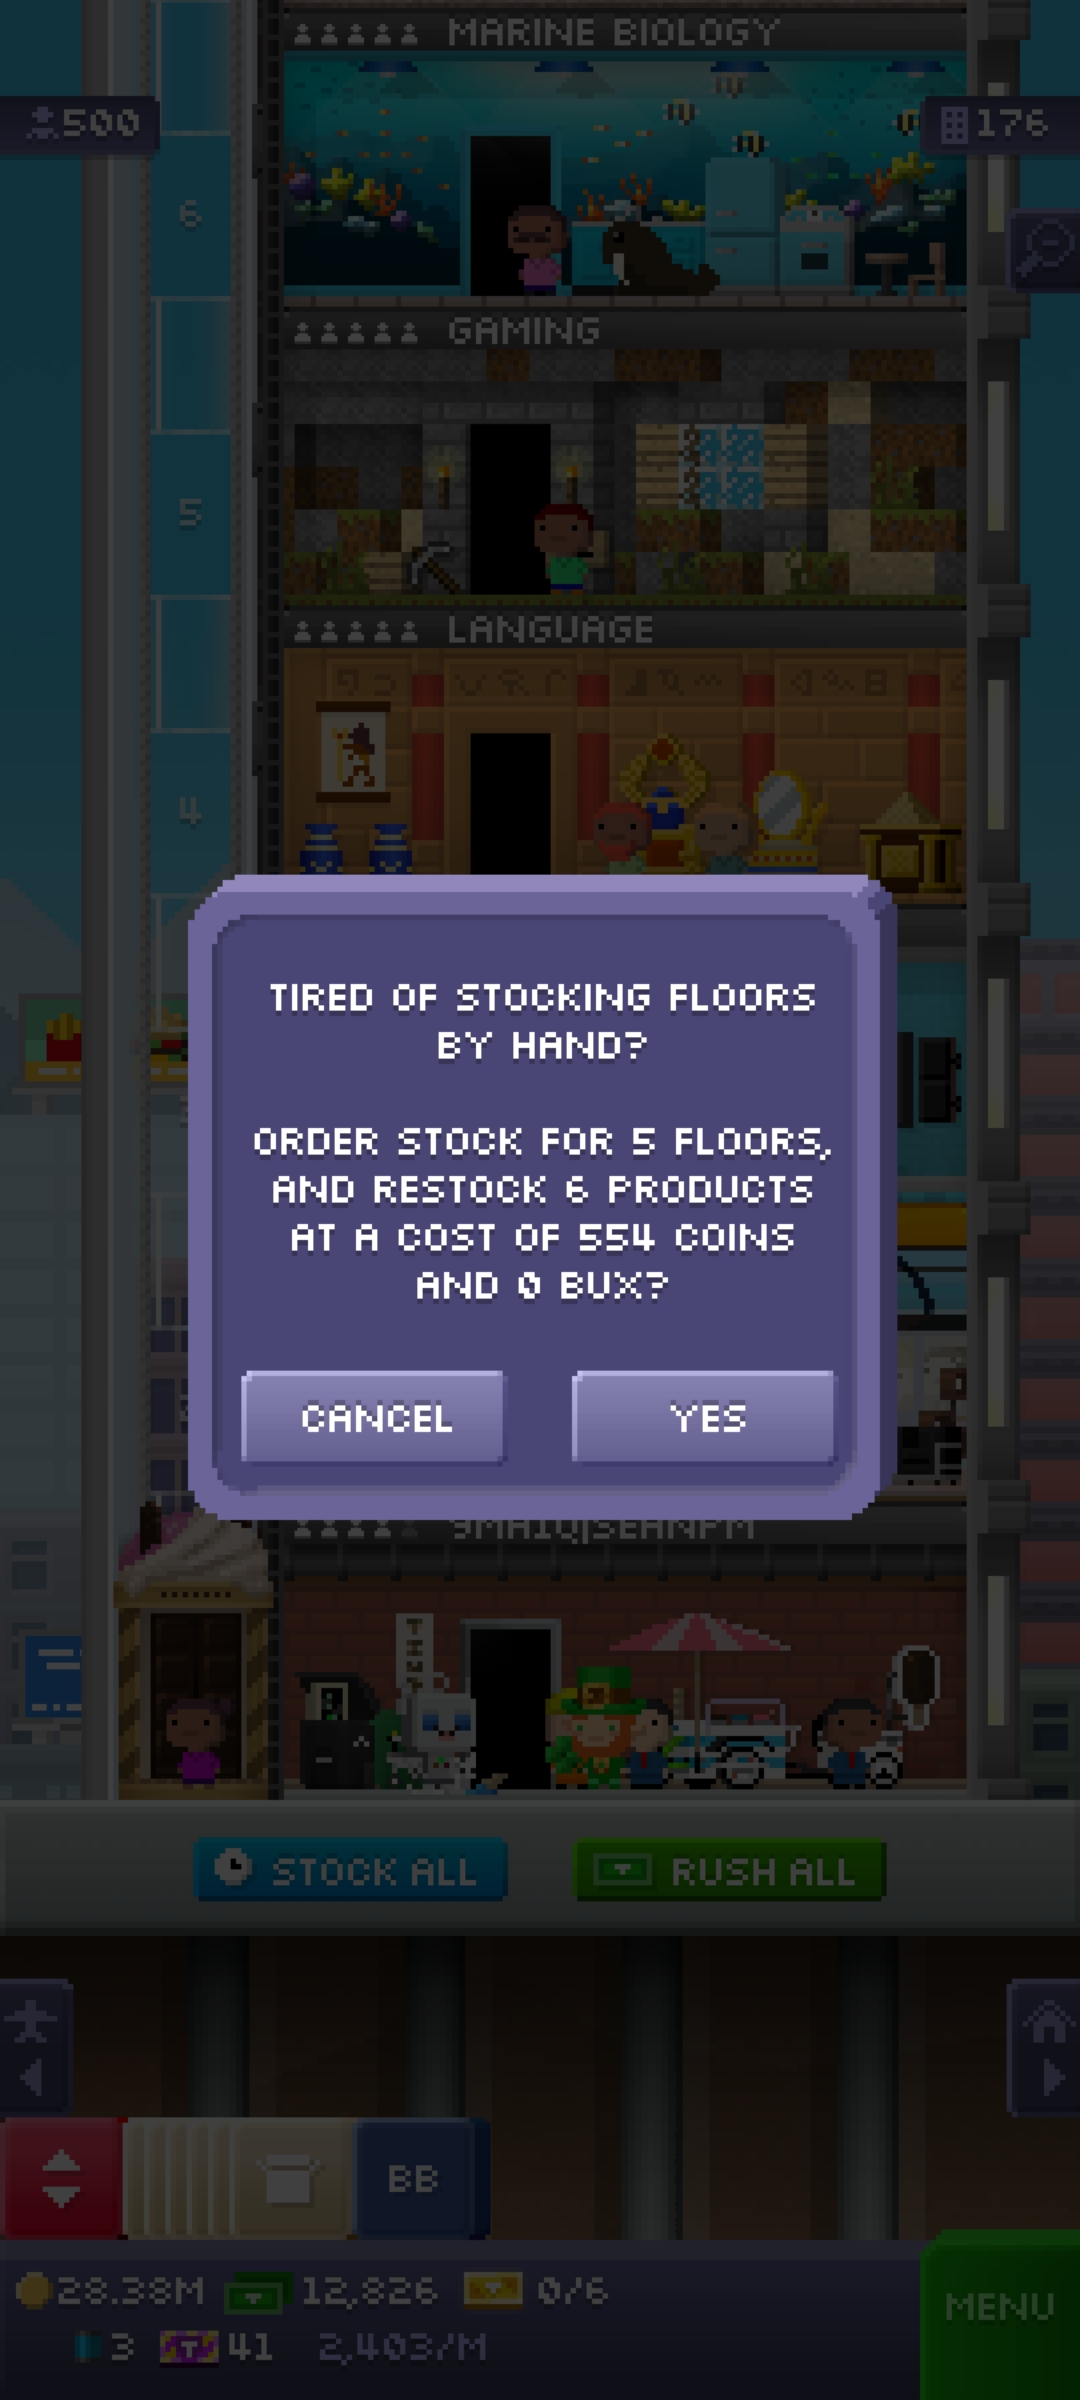 MARINE BIOLOGY
500
176
6
GAMING
5
LANGUAGE
4
TIRED OF STOCKING FLOORS
BY HAND?
ORDER STOCK FOR 5 FLOORS,
AND RESTOCK 6 PRODUCTS
AT A COST OF 554 COINS
AND 0 BUX?
CANCEL
YES
STOCK ALL
RUSH ALL
BB
28.38M
12,826
0/6
MENU
3
41
2,403/M